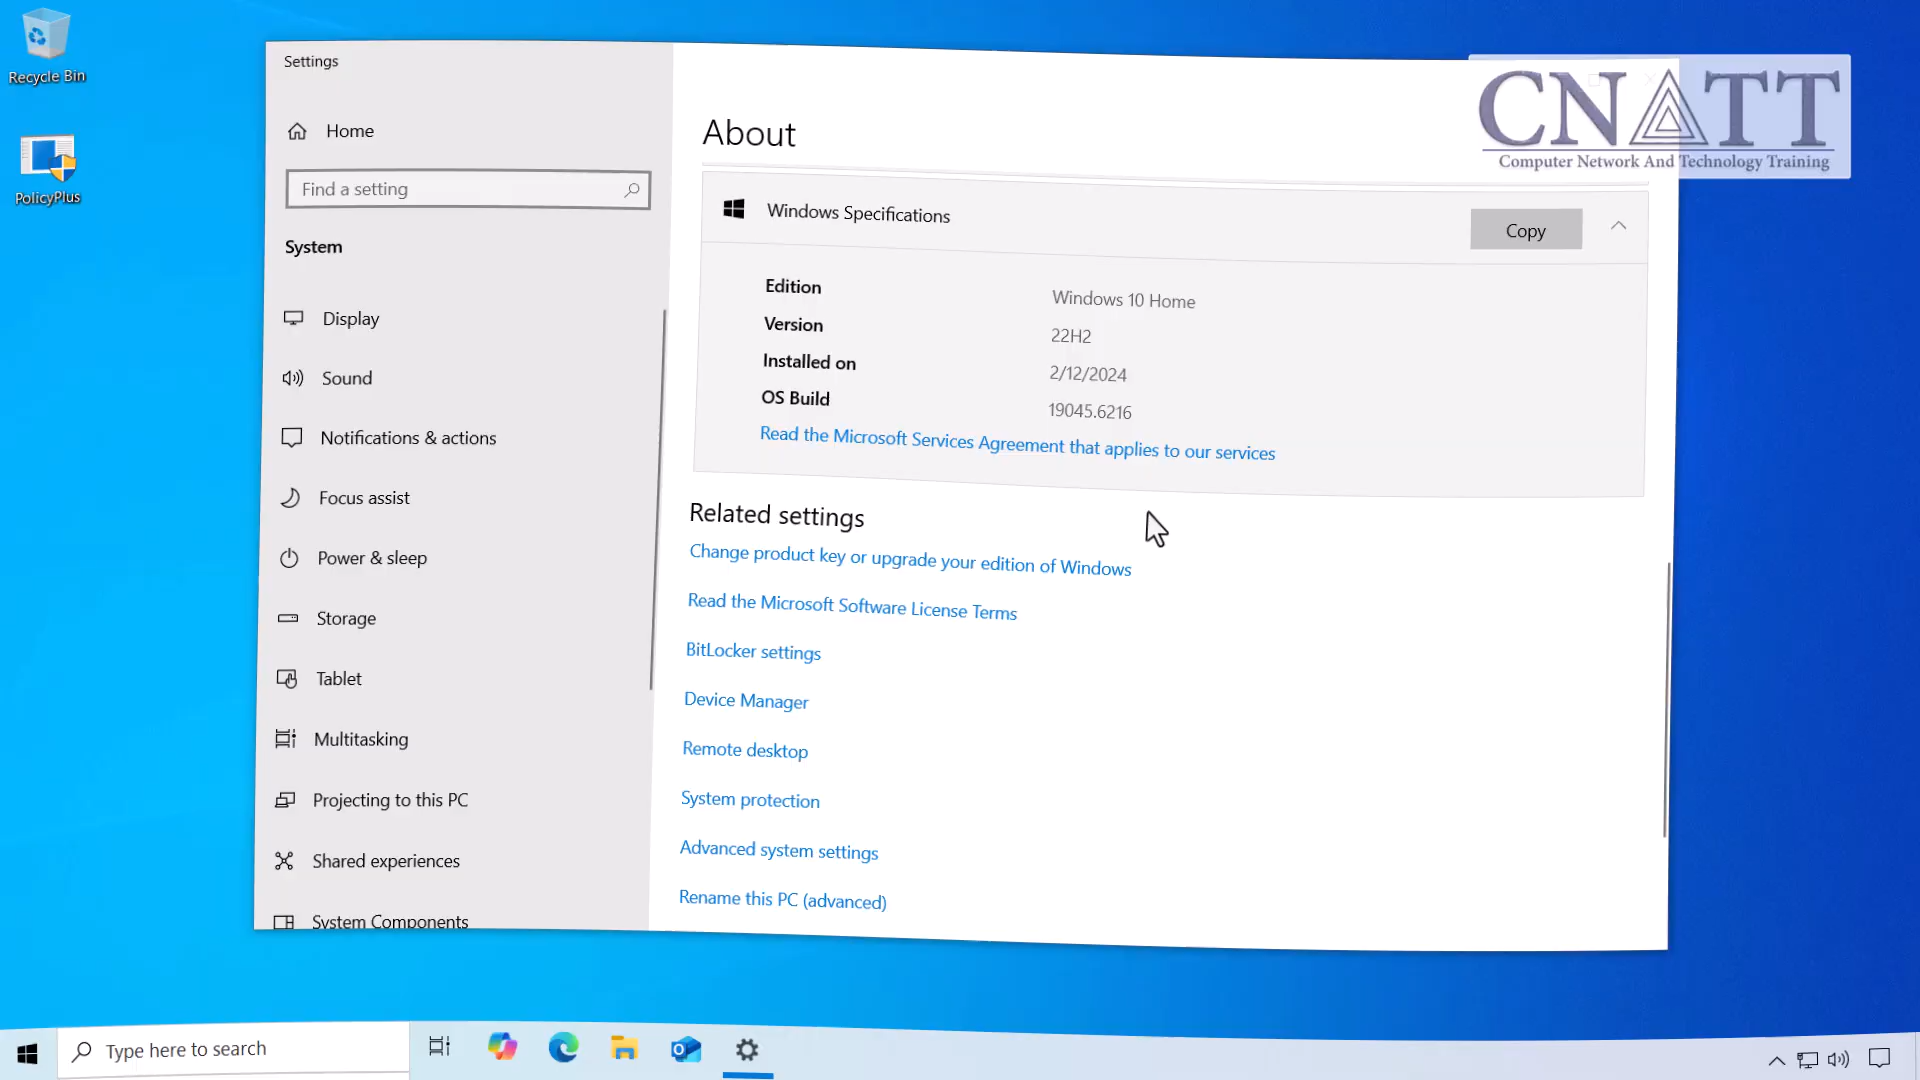 Recycle Bin
PolicyPlus
Settings
Home
Find a setting
System
Display
Sound
Notifications & actions
Focus assist
Power & sleep
Storage
Tablet
Multitasking
Projecting to this PC
Shared experiences
System Components
About
Windows Specifications
Copy
Edition Windows 10 Home
Version 22H2
Installed on 2/12/2024
OS Build 19045.6216
Read the Microsoft Services Agreement that applies to our services
Related settings
Change product key or upgrade your edition of Windows
Read the Microsoft Software License Terms
BitLocker settings
Device Manager
Remote desktop
System protection
Advanced system settings
Rename this PC (advanced)
CNATT
Computer Network And Technology Training
Type here to search